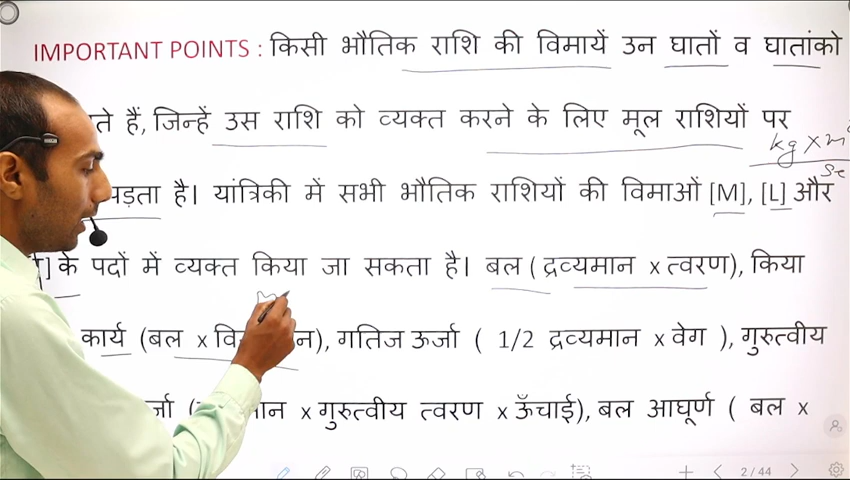 IMPORTANT POINTS : किसी भौतिक राशि की विमायें उन घातों व घातांको
ते हैं, जिन्हें उस राशि को व्यक्त करने के लिए मूल राशियों पर
kg x m
पड़ता है। यांत्रिकी में सभी भौतिक राशियों की विमाओं [M], [L] और
] के पदों में व्यक्त किया जा सकता है। बल ( द्रव्यमान x त्वरण), किया
कार्य (बल x वि न), गतिज ऊर्जा ( 1/2 द्रव्यमान x वेग ), गुरुत्वीय
र्जा ( मान x गुरुत्वीय त्वरण x ऊँचाई), बल आघूर्ण ( बल x
2 / 44